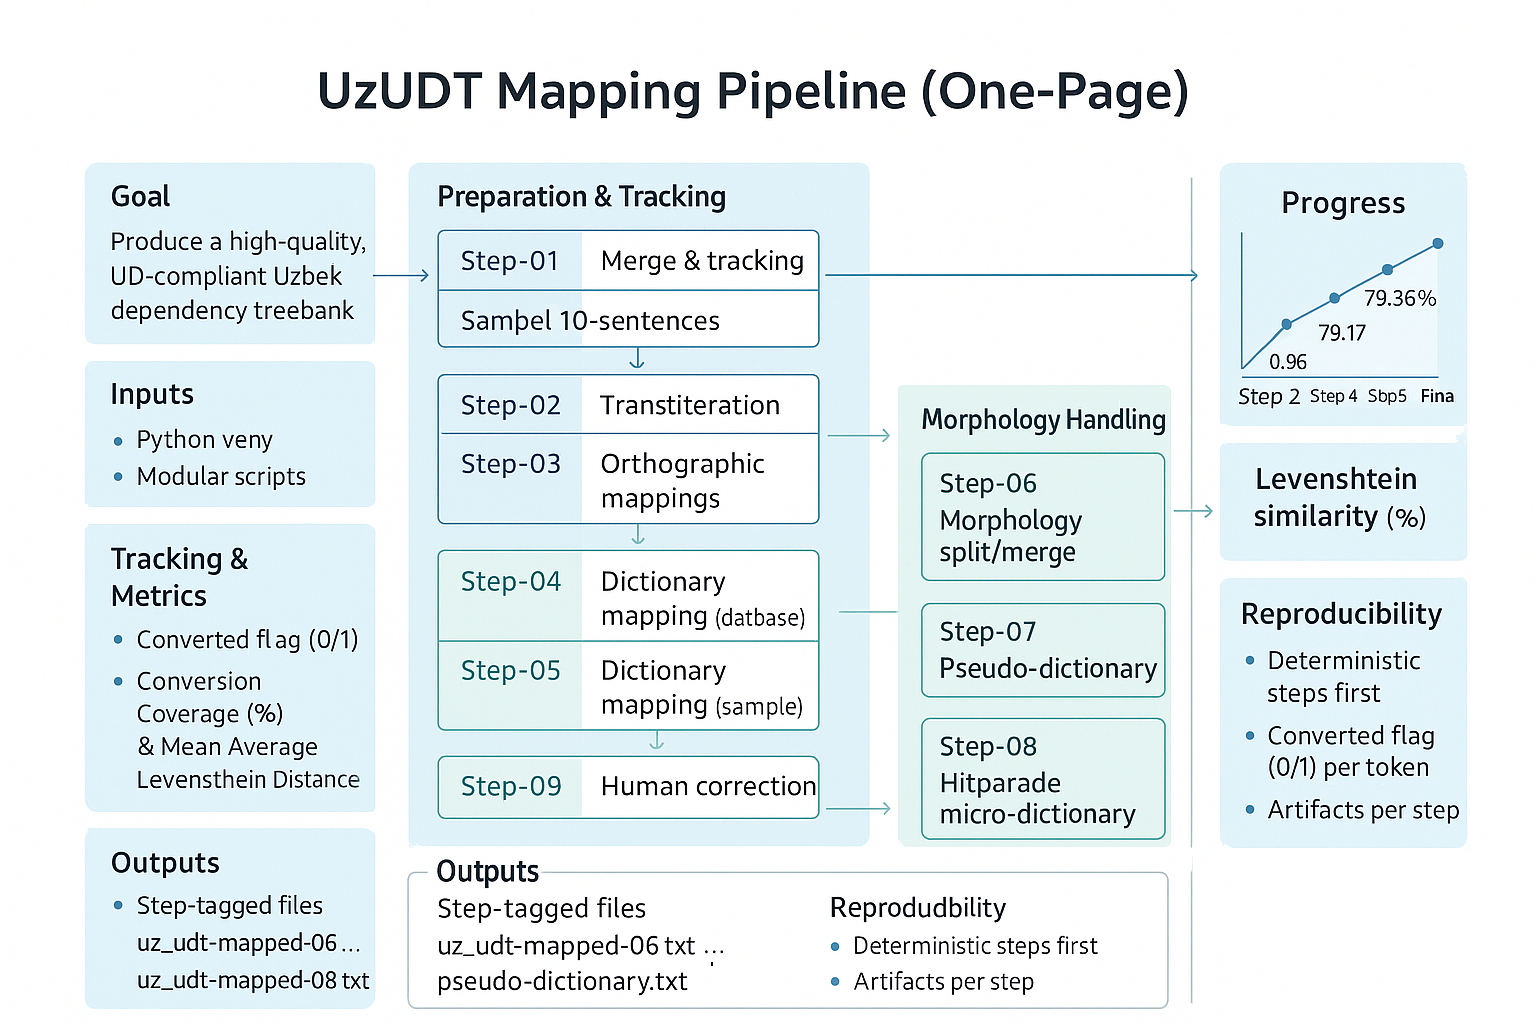 UzUDT Mapping Pipeline (One-Page)
Goal
Produce a high-quality,
UD-compliant Uzbek
dependency treebank
Inputs
• Python veny
• Modular scripts
Tracking &
Metrics
• Converted flag (0/1)
• Conversion
Coverage (%)
& Mean Average
Levensthein Distance
Outputs
• Step-tagged files
uz_udt-mapped-06...
uz_udt-mapped-08 txt
Preparation & Tracking
Step-01 Merge & tracking
Samþel 10-sentences
Step-02 Transtiteration
Step-03 Orthographic
mappings
Step-04 Dictionary
mapping (datbase)
Step-05 Dictionary
mapping (sample)
Step-09 Human correction
Morphology Handling
Step-06
Morphology
split/merge
Step-07
Pseudo-dictionary
Step-08
Hitparade
micro-dictionary
Outputs
Step-tagged files
uz_udt-mapped-06 txt ...
pseudo-dictionary.txt
Reprodudbility
• Deterministic steps first
• Artifacts per step
Progress
79.36%
79.17
0.96
Step 2 Step 4 Sbp5 Fina
Levenshtein
similarity (%)
Reproducibility
• Deterministic
steps first
• Converted flag
(0/1) per token
• Artifacts per step